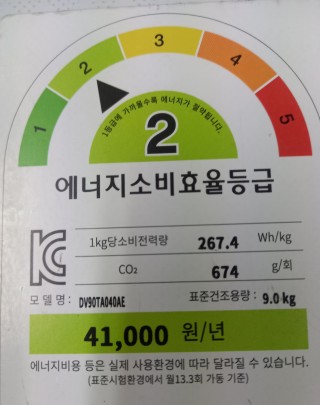 1 2 3 4 5
1등급에 가까울수록 에너지가 절약됩니다.
2
에너지소비효율등급
1kg당소비전력량 267.4 Wh/kg
CO₂ 674 g/회
모델명: DV90TA040AE 표준건조용량: 9.0 kg
41,000 원/년
에너지비용 등은 실제 사용환경에 따라 달라질 수 있습니다.
(표준시험환경에서 월13.3회 가동 기준)